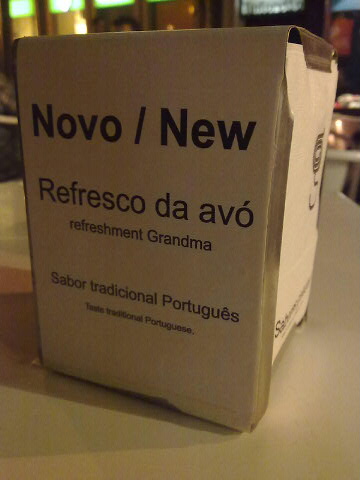 Novo / New
Refresco da avó
refreshment Grandma
Sabor tradicional Português
Taste traditional Portuguese.